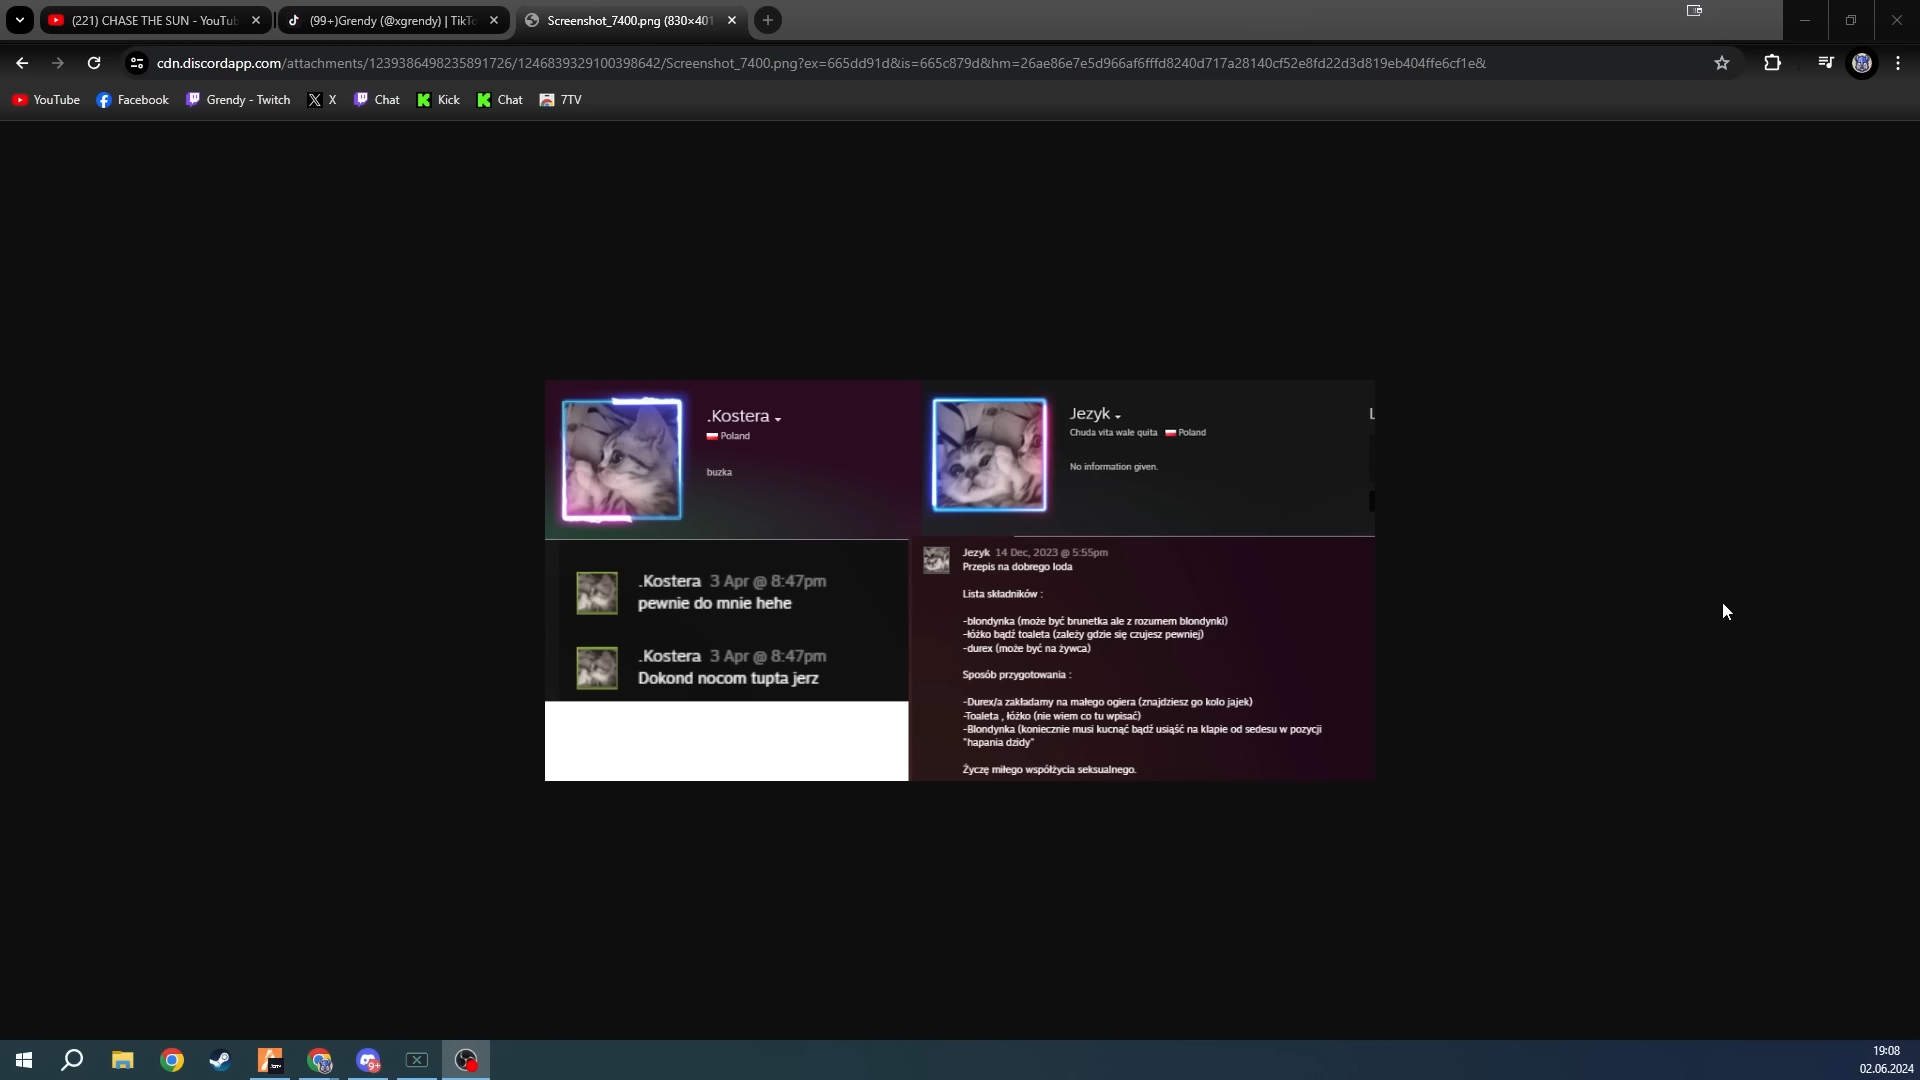 (221) CHASE THE SUN - YouTub
(99+)Grendy (@xgrendy) | TikTo
Screenshot_7400.png (830×401
cdn.discordapp.com/attachments/1239386498235891726/1246839329100398642/Screenshot_7400.png?ex=665dd91d&is=665c879d&hm=26ae86e7e5d966af6fffd8240d717a28140cf52e8fd22d3d819eb404ffe6cf1e&
YouTube
Facebook
Grendy - Twitch
X
Chat
Kick
Chat
7TV
.Kostera
Poland
buzka
Jezyk
Chuda vita wale quita Poland
No information given.
L
.Kostera 3 Apr @ 8:47pm
pewnie do mnie hehe
.Kostera 3 Apr @ 8:47pm
Dokond nocom tupta jerz
Jezyk 14 Dec, 2023 @ 5:55pm
Przepis na dobrego loda
Lista składników :
-blondynka (może być brunetka ale z rozumem blondynki)
-łóżko bądź toaleta (zależy gdzie się czujesz pewniej)
-durex (może być na żywca)
Sposób przygotowania :
-Durex/a zakładamy na małego ogiera (znajdziesz go kolo jajek)
-Toaleta , łóżko (nie wiem co tu wpisać)
-Blondynka (koniecznie musi kucnąć bądź usiąść na klapie od sedesu w pozycji
"hapania dzidy"
Życzę miłego współżycia seksualnego.
9+
19:08
02.06.2024